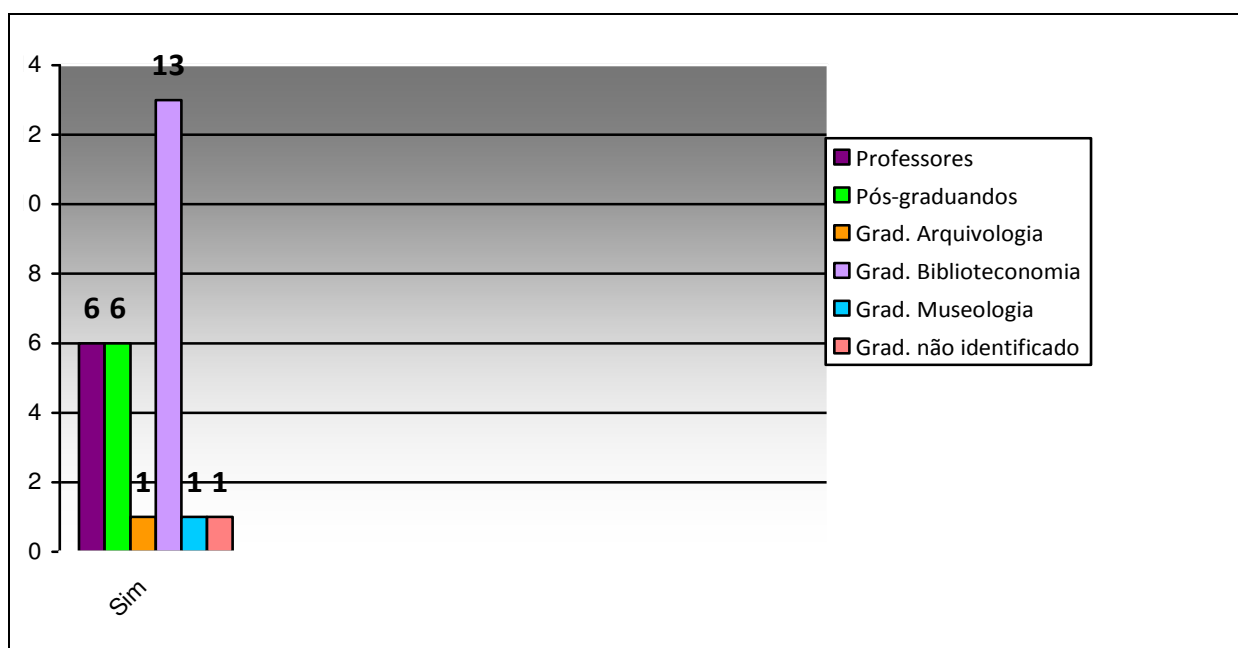 4
13
2
0
8
6 6
6
4
1 1 1
2
0
Sim
Professores
Pós-graduandos
Grad. Arquivologia
Grad. Biblioteconomia
Grad. Museologia
Grad. não identificado